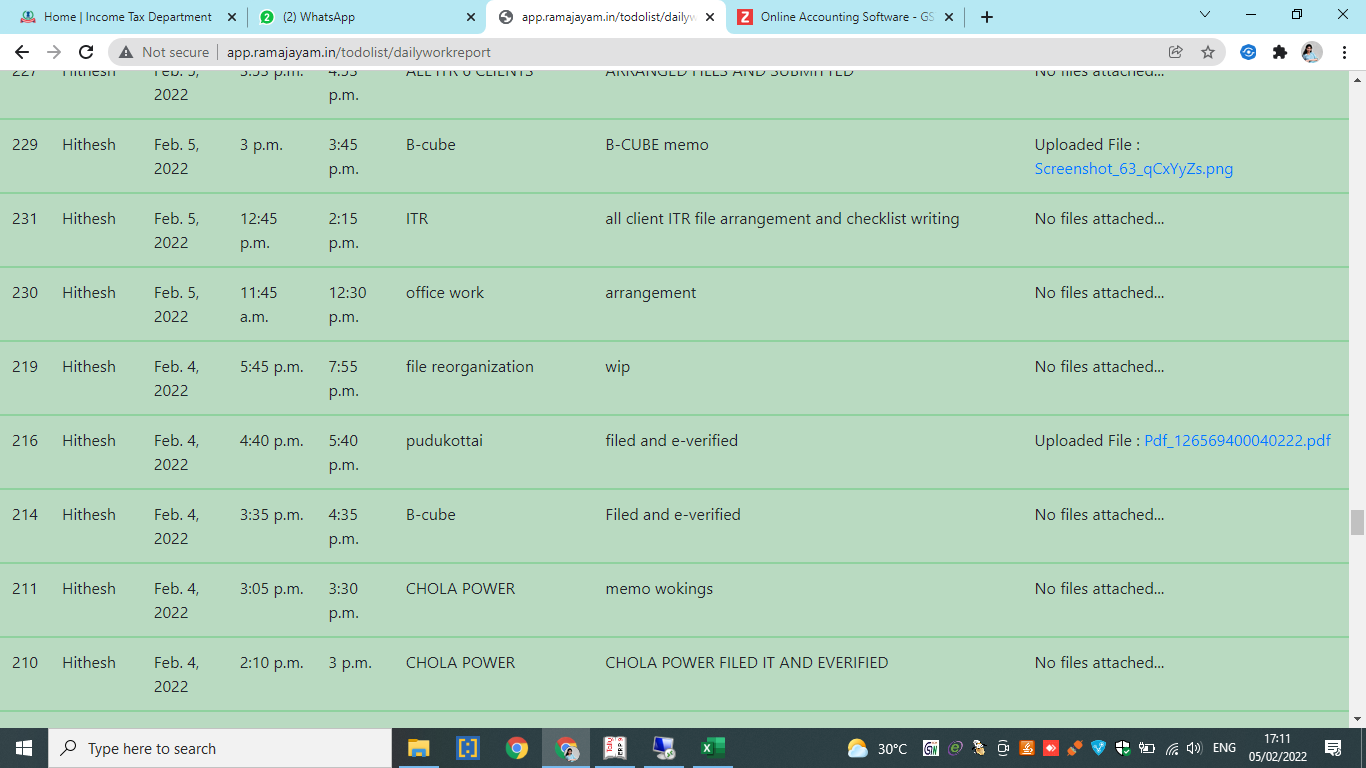 Home | Income Tax Department
(2) WhatsApp
app.ramajayam.in/todolist/dailyw
Online Accounting Software - GS
Not secure | app.ramajayam.in/todolist/dailyworkreport
227 Hithesh Feb. 5, 3:55 p.m. 4:55 ALL ITR 6 CLIENTS ARRANGED FILES AND SUBMITTED No files attached...
2022 p.m.
229 Hithesh Feb. 5, 3 p.m. 3:45 B-cube B-CUBE memo Uploaded File :
2022 p.m. Screenshot_63_qCxYyZs.png
231 Hithesh Feb. 5, 12:45 2:15 ITR all client ITR file arrangement and checklist writing No files attached...
2022 p.m. p.m.
230 Hithesh Feb. 5, 11:45 12:30 office work arrangement No files attached...
2022 a.m. p.m.
219 Hithesh Feb. 4, 5:45 p.m. 7:55 file reorganization wip No files attached...
2022 p.m.
216 Hithesh Feb. 4, 4:40 p.m. 5:40 pudukottai filed and e-verified Uploaded File : Pdf_126569400040222.pdf
2022 p.m.
214 Hithesh Feb. 4, 3:35 p.m. 4:35 B-cube Filed and e-verified No files attached...
2022 p.m.
211 Hithesh Feb. 4, 3:05 p.m. 3:30 CHOLA POWER memo wokings No files attached...
2022 p.m.
210 Hithesh Feb. 4, 2:10 p.m. 3 p.m. CHOLA POWER CHOLA POWER FILED IT AND EVERIFIED No files attached...
2022
Type here to search
30°C
ENG
17:11
05/02/2022